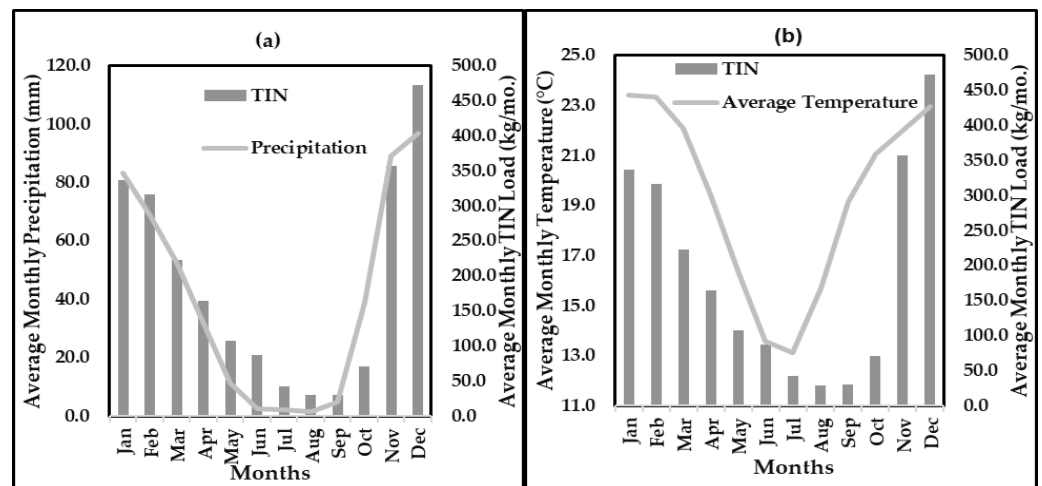 (a)
Average Monthly Precipitation (mm)
120.0
100.0
80.0
60.0
40.0
20.0
0.0
TIN
Precipitation
500.0
450.0
400.0
350.0
300.0
250.0
200.0
150.0
100.0
50.0
0.0
Average Monthly TIN Load (kg/mo.)
Jan
Feb
Mar
Apr
May
Jun
Jul
Aug
Sep
Oct
Nov
Dec
Months
(b)
Average Monthly Temperature (°C)
25.0
23.0
21.0
19.0
17.0
15.0
13.0
11.0
TIN
Average Temperature
500.0
450.0
400.0
350.0
300.0
250.0
200.0
150.0
100.0
50.0
0.0
Average Monthly TIN Load (kg/mo.)
Jan
Feb
Mar
Apr
May
Jun
Jul
Aug
Sep
Oct
Nov
Dec
Months